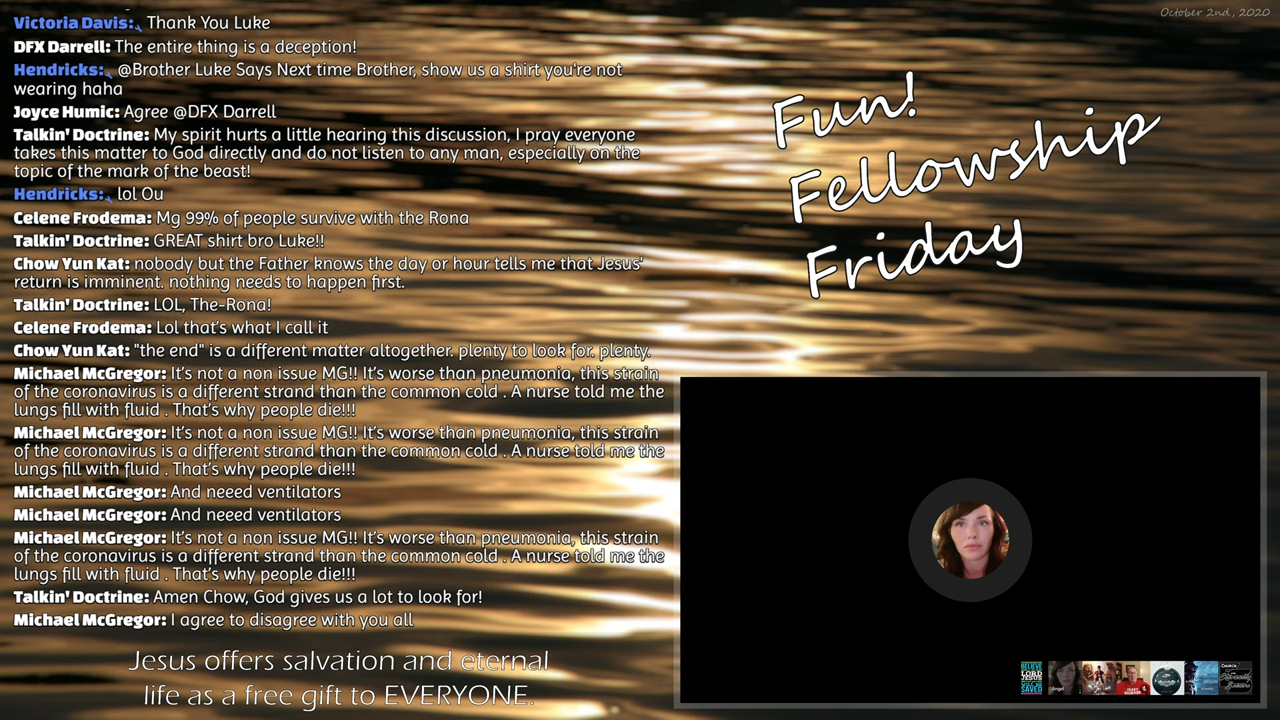 October 2nd, 2020
Victoria Davis: Thank You Luke
DFX Darrell: The entire thing is a deception!
Hendricks: @Brother Luke Says Next time Brother, show us a shirt you're not
wearing haha
Joyce Humic: Agree @DFX Darrell
Talkin' Doctrine: My spirit hurts a little hearing this discussion, I pray everyone
takes this matter to God directly and do not listen to any man, especially on the
topic of the mark of the beast!
Hendricks: lol Ou
Celene Frodema: Mg 99% of people survive with the Rona
Talkin' Doctrine: GREAT shirt bro Luke!!
Chow Yun Kat: nobody but the Father knows the day or hour tells me that Jesus'
return is imminent. nothing needs to happen first.
Talkin' Doctrine: LOL, The-Rona!
Celene Frodema: Lol that's what I call it
Chow Yun Kat: "the end" is a different matter altogether. plenty to look for. plenty.
Michael McGregor: It's not a non issue MG!! It's worse than pneumonia, this strain
of the coronavirus is a different strand than the common cold . A nurse told me the
lungs fill with fluid . That's why people die!!!
Michael McGregor: It's not a non issue MG!! It's worse than pneumonia, this strain
of the coronavirus is a different strand than the common cold . A nurse told me the
lungs fill with fluid . That's why people die!!!
Michael McGregor: And neeed ventilators
Michael McGregor: And neeed ventilators
Michael McGregor: It's not a non issue MG!! It's worse than pneumonia, this strain
of the coronavirus is a different strand than the common cold . A nurse told me the
lungs fill with fluid . That's why people die!!!
Talkin' Doctrine: Amen Chow, God gives us a lot to look for!
Michael McGregor: I agree to disagree with you all
Jesus offers salvation and eternal
life as a free gift to EVERYONE.
Fun!
Fellowship
Friday
BELIEVE
LORD
JESUS
SAVED
Angel
CHURCH